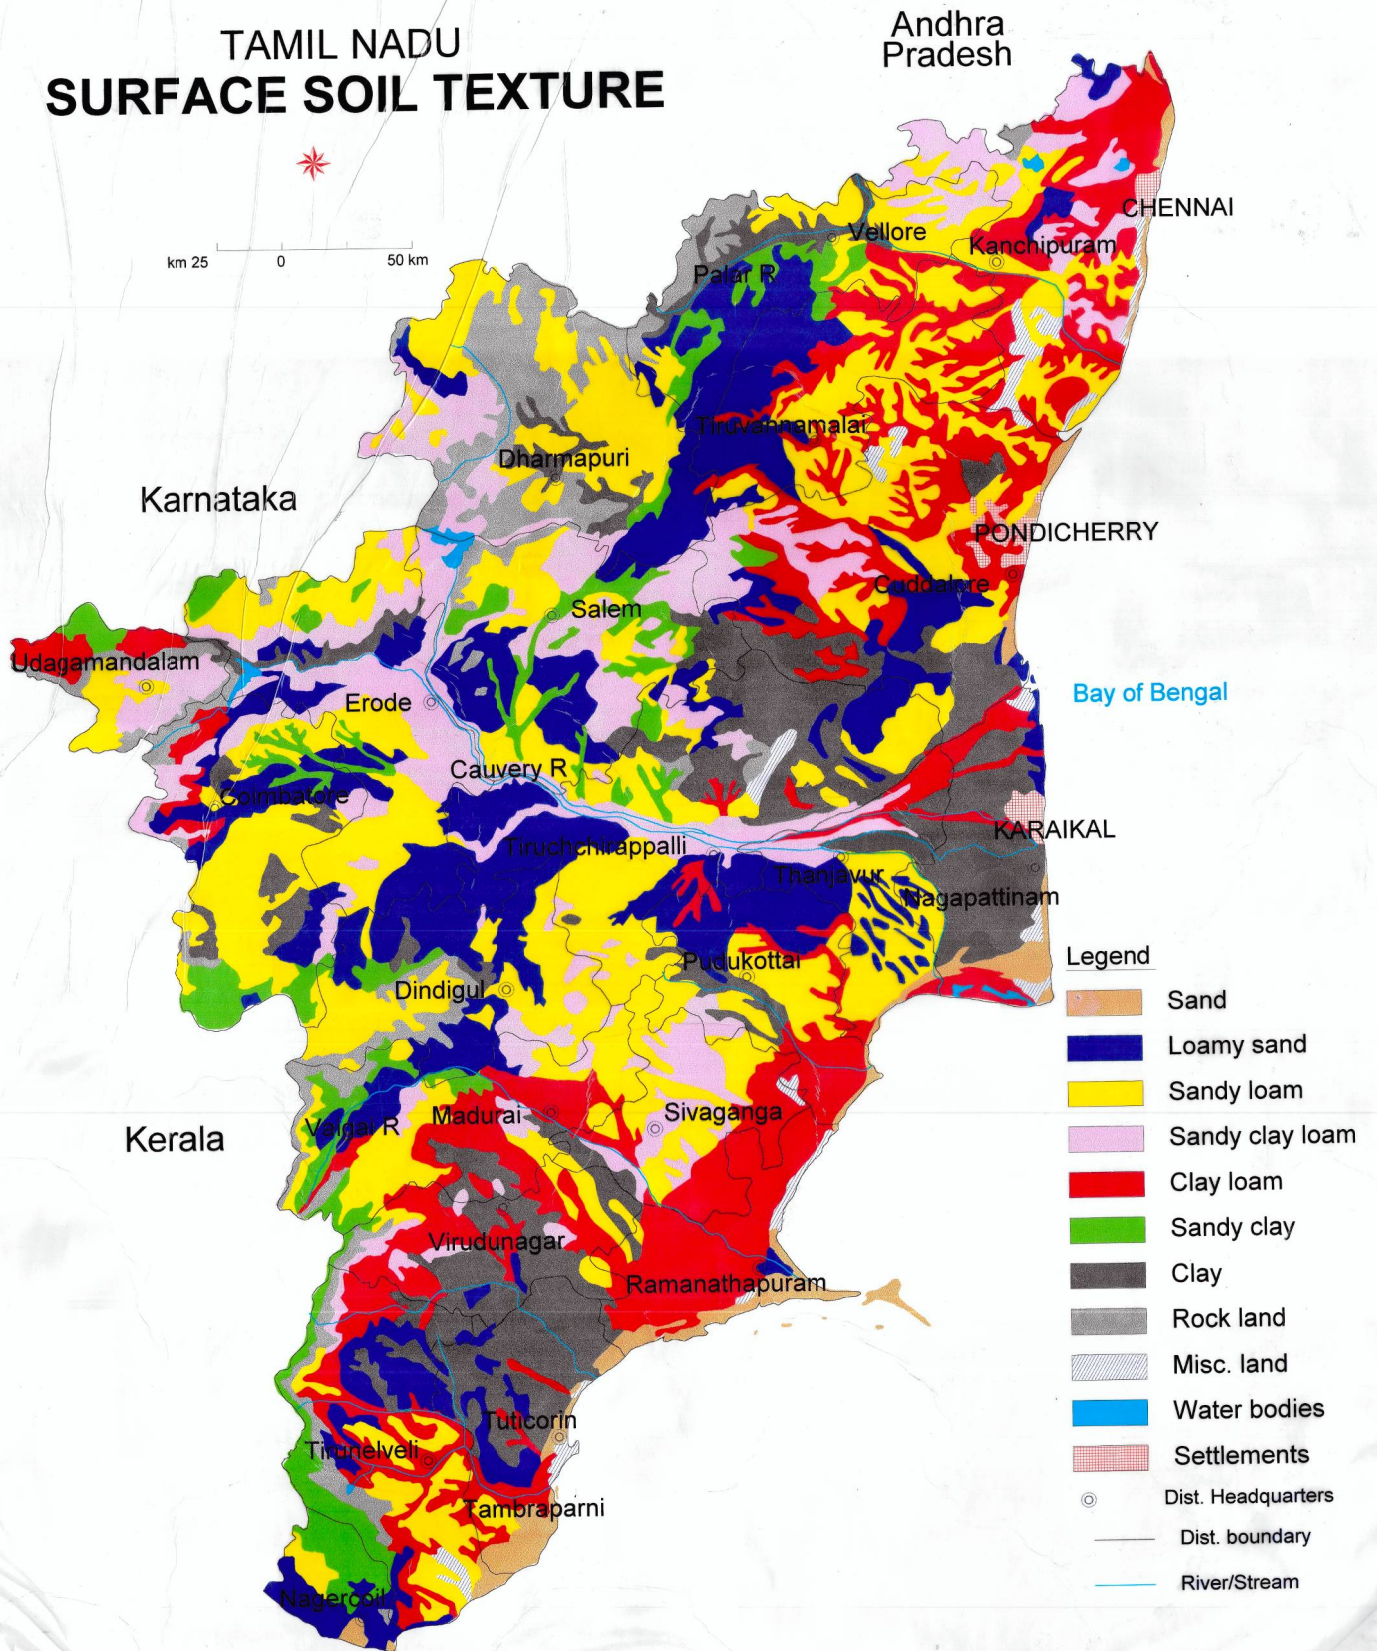 TAMIL NADU
SURFACE SOIL TEXTURE
Andhra
Pradesh
km 25 0 50 km
CHENNAI
Vellore
Kanchipuram
Palar R
Tiruvannamalai
Dharmapuri
Karnataka
PONDICHERRY
Cuddalore
Salem
Udagamandalam
Bay of Bengal
Erode
Cauvery R
Coimbatore
KARAIKAL
Tiruchchirappalli
Thanjavur
Nagapattinam
Pudukottai
Dindigul
Kerala
Vaigai R
Madurai
Sivaganga
Virudunagar
Ramanathapuram
Tuticorin
Tirunelveli
Tambraparni
Nagercoil
Legend
Sand
Loamy sand
Sandy loam
Sandy clay loam
Clay loam
Sandy clay
Clay
Rock land
Misc. land
Water bodies
Settlements
Dist. Headquarters
Dist. boundary
River/Stream